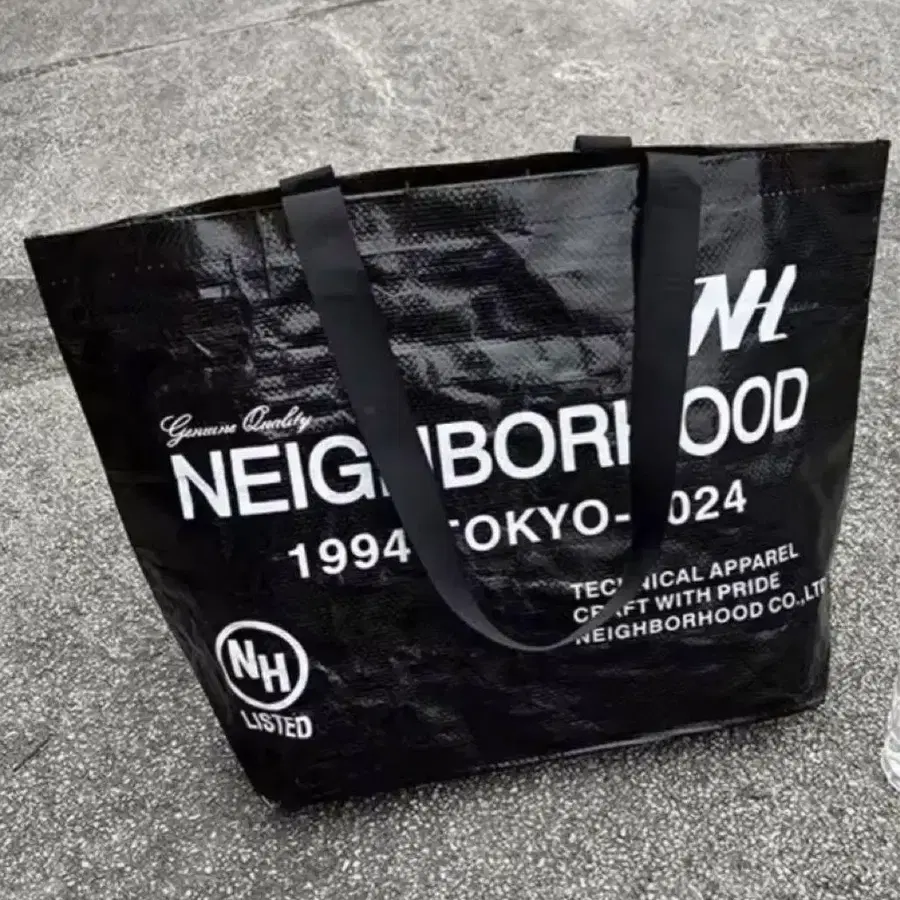 NH
Genuine Quality
NEIGHBORHOOD
1994-TOKYO-2024
TECHNICAL APPAREL
CRAFT WITH PRIDE
NEIGHBORHOOD CO.,LTD
NH
LISTED